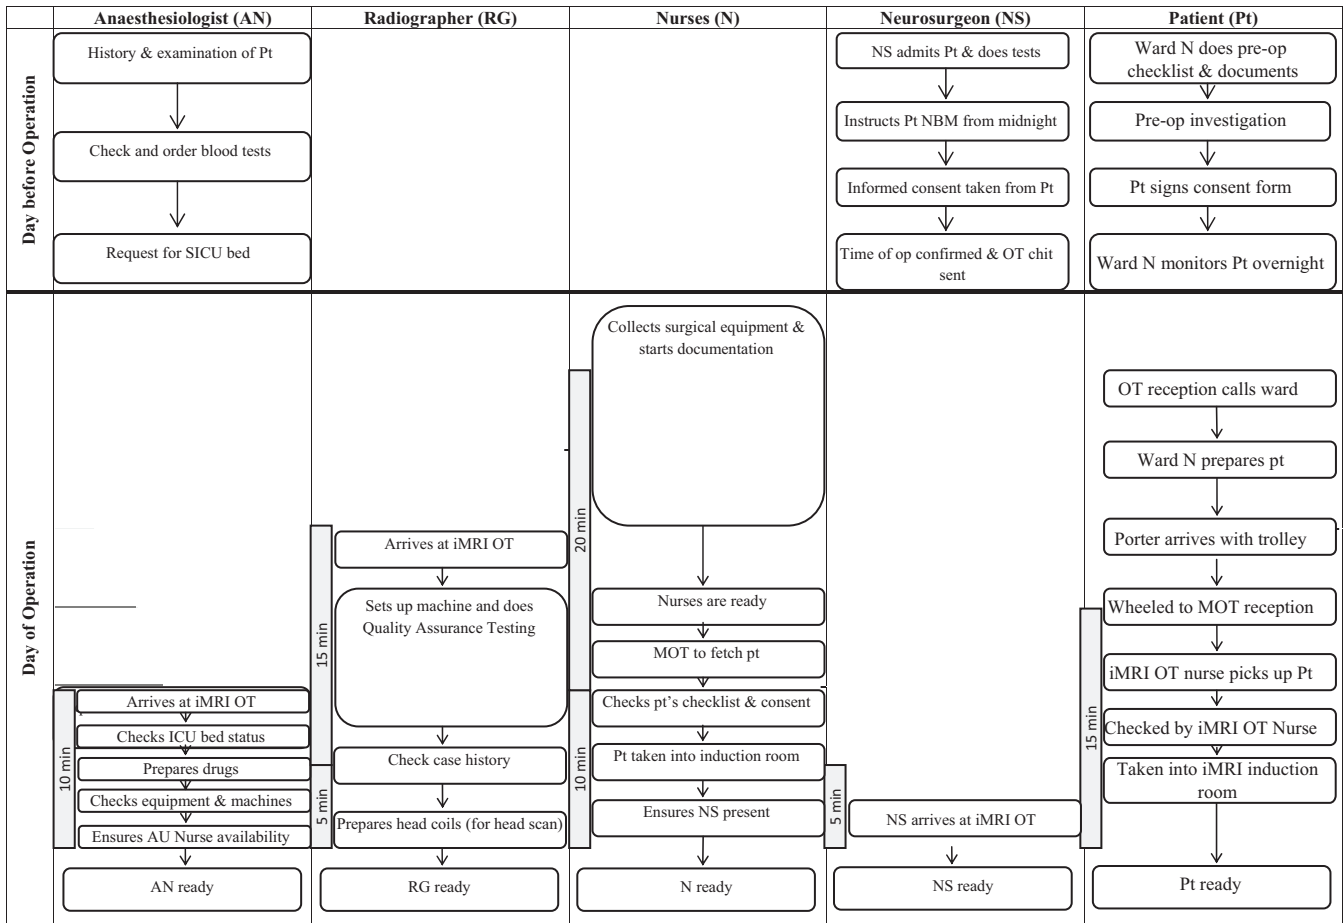 Anaesthesiologist (AN)
Radiographer (RG)
Nurses (N)
Neurosurgeon (NS)
Patient (Pt)
Day before Operation
History & examination of Pt
Check and order blood tests
Request for SICU bed
NS admits Pt & does tests
Instructs Pt NBM from midnight
Informed consent taken from Pt
Time of op confirmed & OT chit
sent
Ward N does pre-op
checklist & documents
Pre-op investigation
Pt signs consent form
Ward N monitors Pt overnight
Day of Operation
10 min
Arrives at iMRI OT
Checks ICU bed status
Prepares drugs
Checks equipment & machines
Ensures AU Nurse availability
AN ready
15 min
5 min
Arrives at iMRI OT
Sets up machine and does
Quality Assurance Testing
Check case history
Prepares head coils (for head scan)
RG ready
20 min
10 min
Collects surgical equipment &
starts documentation
Nurses are ready
MOT to fetch pt
Checks pt's checklist & consent
Pt taken into induction room
Ensures NS present
N ready
5 min
NS arrives at iMRI OT
NS ready
15 min
OT reception calls ward
Ward N prepares pt
Porter arrives with trolley
Wheeled to MOT reception
iMRI OT nurse picks up Pt
Checked by iMRI OT Nurse
Taken into iMRI induction
room
Pt ready